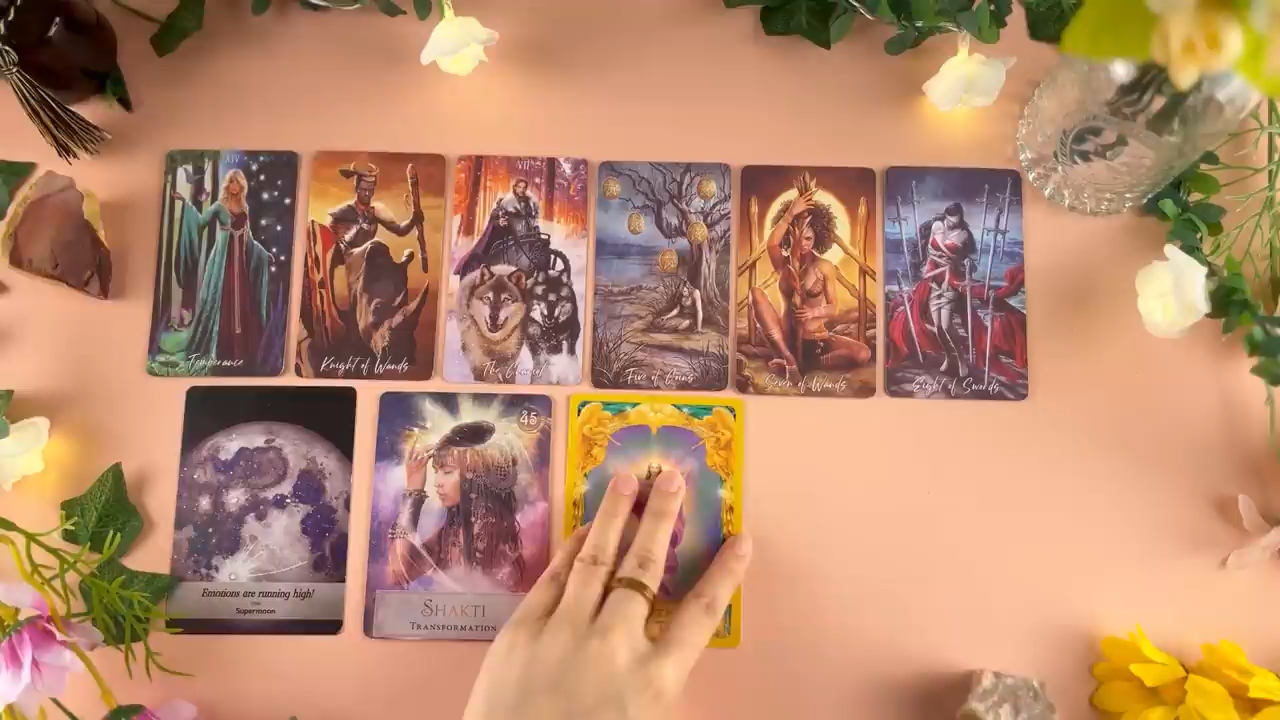 XIV
Temperance
Knight of Wands
VII
The Chariot
Five of Coins
Seven of Wands
Eight of Swords
Emotions are running high!
Supermoon
45
SHAKTI
TRANSFORMATION